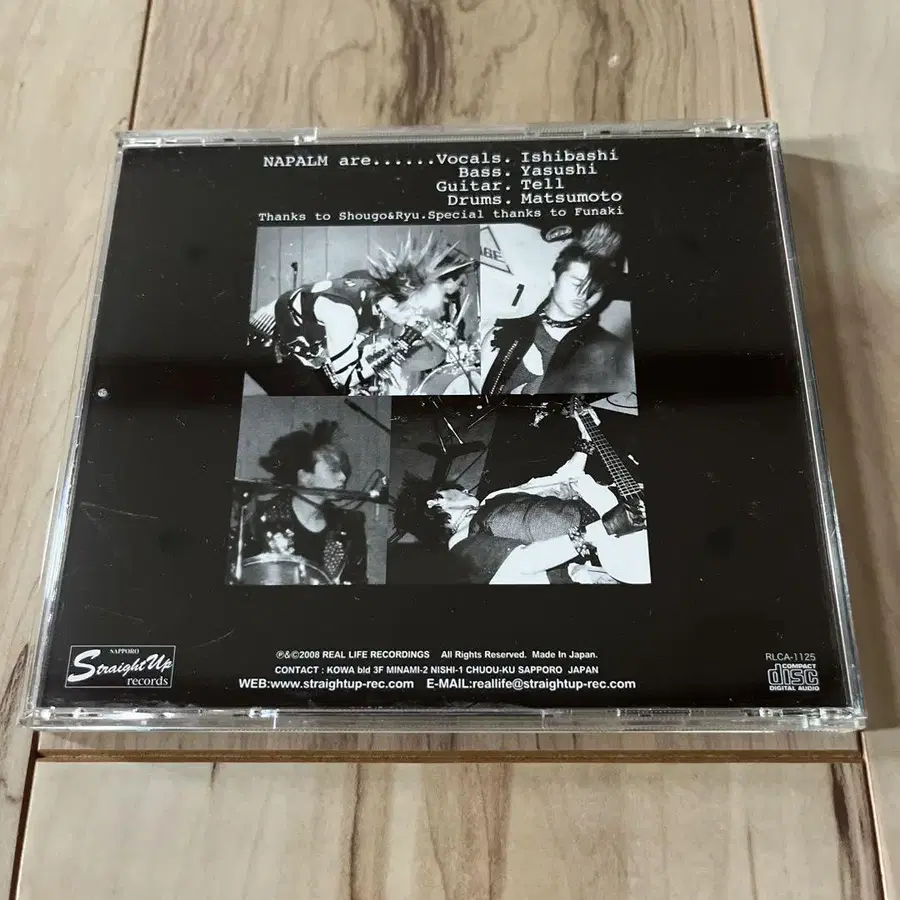 NAPALM are......Vocals. Ishibashi
Bass. Yasushi
Guitar. Tell
Drums. Matsumoto
Thanks to Shougo&Ryu.Special thanks to Funaki
AGE
1
SAPPORO
StraightUp
records
℗&©2008 REAL LIFE RECORDINGS All Rights Reserved. Made In Japan.
CONTACT : KOWA bld 3F MINAMI-2 NISHI-1 CHUOU-KU SAPPORO JAPAN
WEB:www.straightup-rec.com E-MAIL:reallife@straightup-rec.com
RLCA-1125
COMPACT
disc
DIGITAL AUDIO